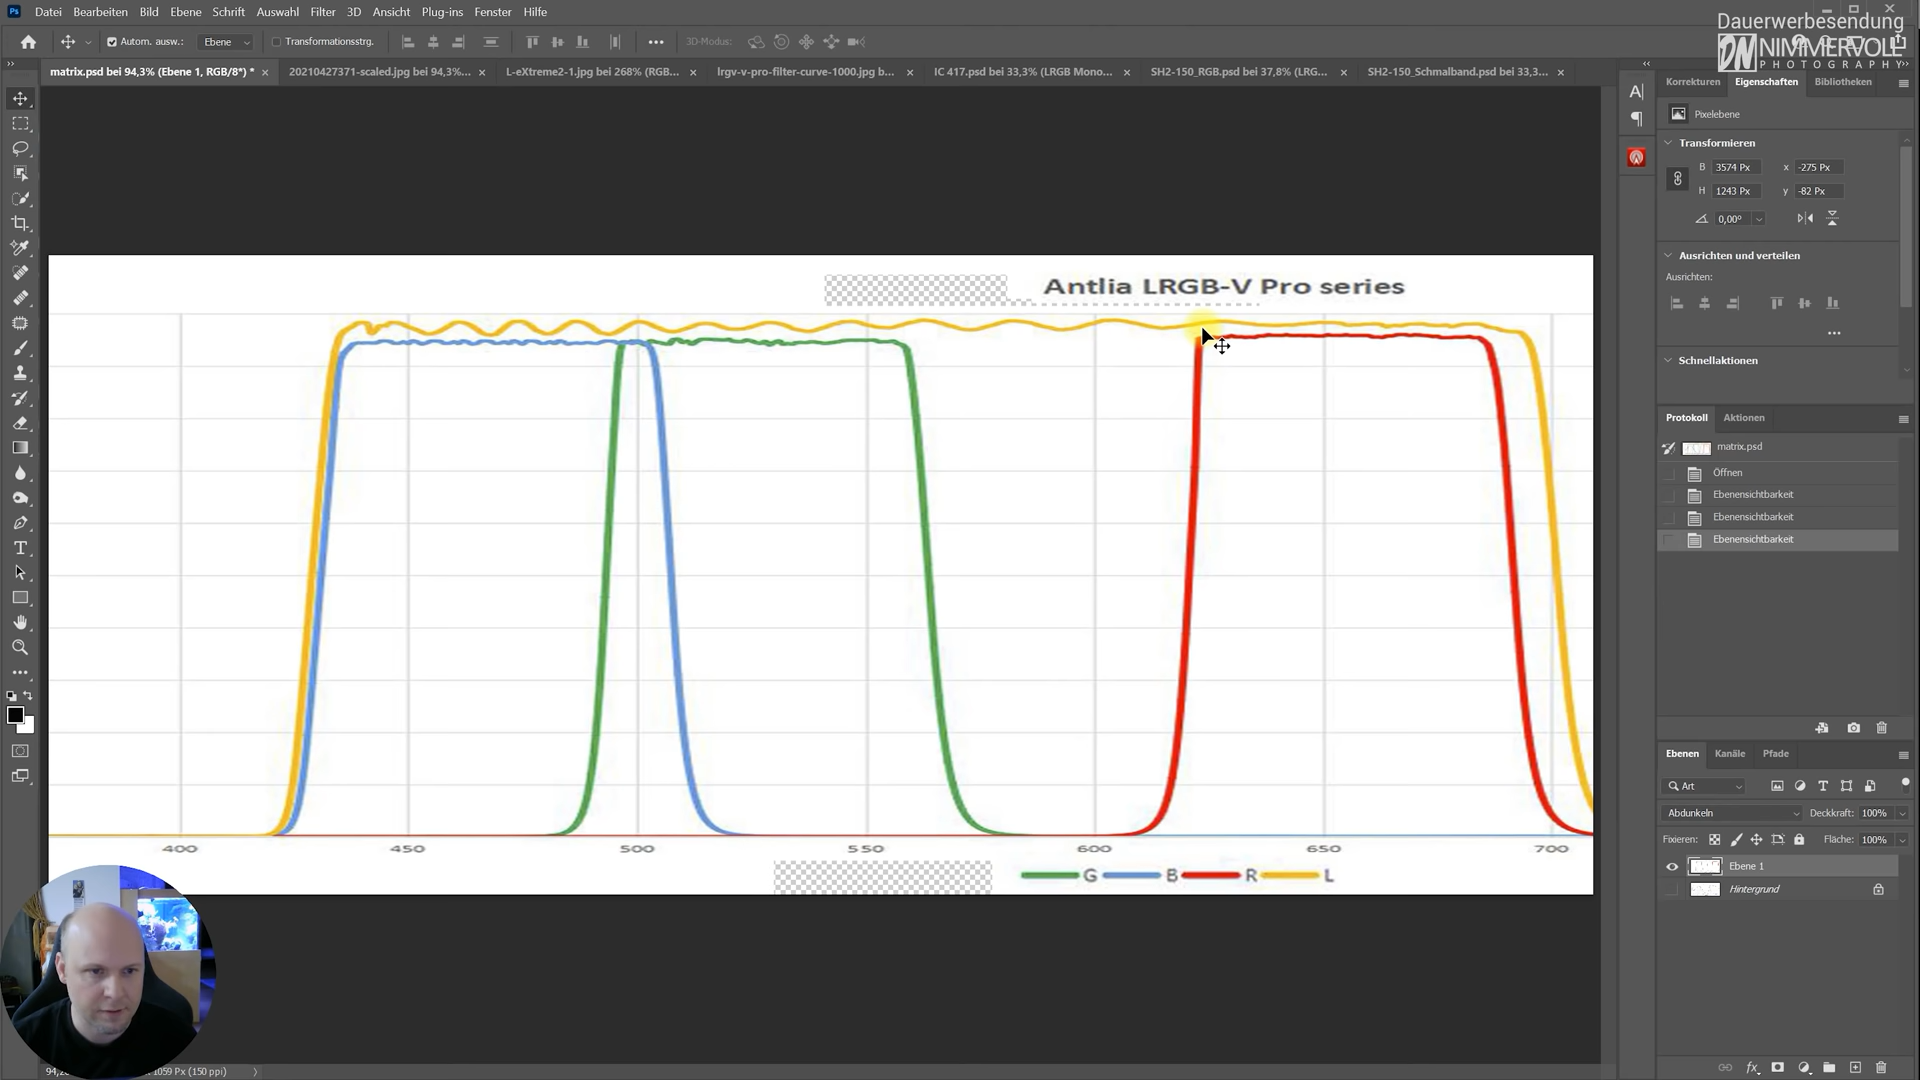 Datei Bearbeiten Bild Ebene Schrift Auswahl Filter 3D Ansicht Plug-ins Fenster Hilfe
Dauerwerbesendung
DN NIMMERVOLL
PHOTOGRAPHY
Autom. ausw.: Ebene Transformationsstrg. 3D-Modus:
matrix.psd bei 94,3% (Ebene 1, RGB/8*) *
20210427371-scaled.jpg bei 94,3%...
L-eXtreme2-1.jpg bei 268% (RGB...
lrgv-v-pro-filter-curve-1000.jpg b...
IC 417.psd bei 33,3% (LRGB Mono...
SH2-150_RGB.psd bei 37,8% (LRG...
SH2-150_Schmalband.psd bei 33,3...
Korrekturen Eigenschaften Bibliotheken
Pixelebene
Transformieren
B 3574 Px x -275 Px
H 1243 Px y -82 Px
0,00°
Ausrichten und verteilen
Ausrichten:
Schnellaktionen
Protokoll Aktionen
matrix.psd
Öffnen
Ebenensichtbarkeit
Ebenensichtbarkeit
Ebenensichtbarkeit
Ebenen Kanäle Pfade
Art
Abdunkeln Deckkraft: 100%
Fixieren: Fläche: 100%
Ebene 1
Hintergrund
Antlia LRGB-V Pro series
400 450 500 550 600 650 700
G B R L
1059 Px (150 ppi)